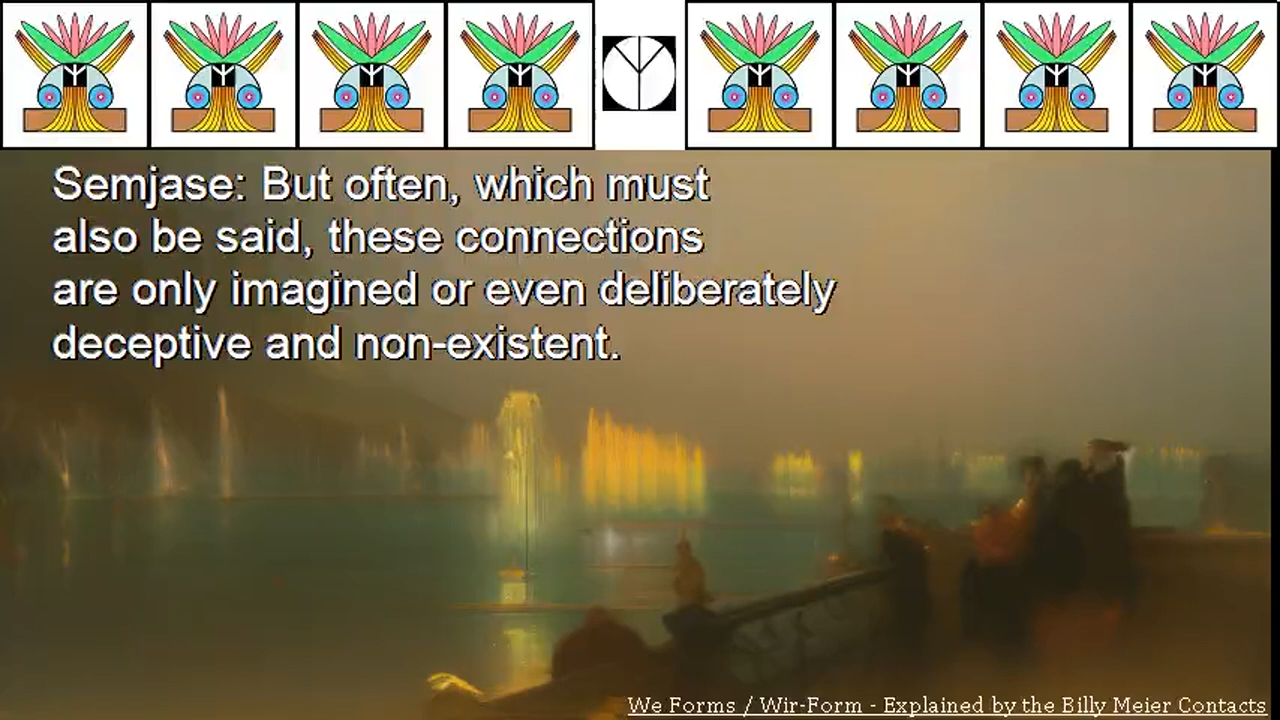 Semjase: But often, which must
also be said, these connections
are only imagined or even deliberately
deceptive and non-existent.
We Forms / Wir-Form - Explained by the Billy Meier Contacts